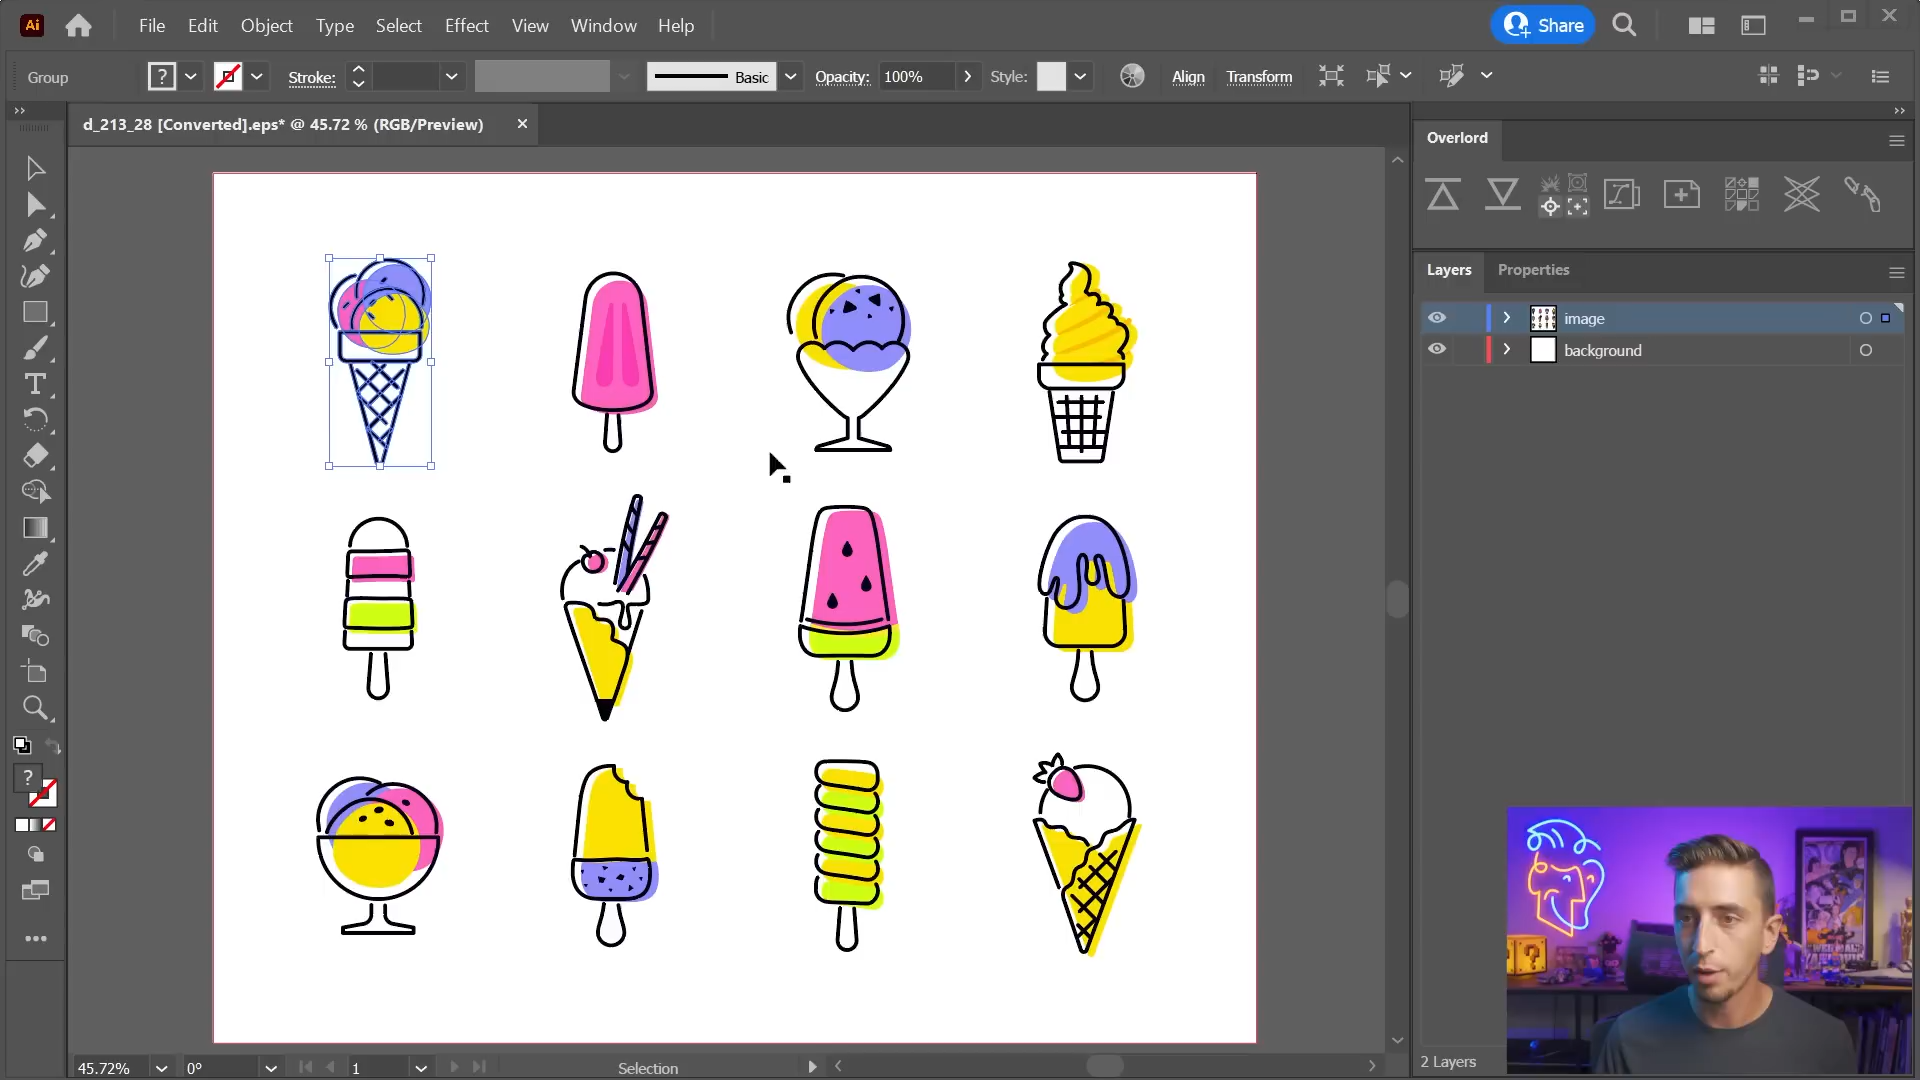 Ai File Edit Object Type Select Effect View Window Help Share
Group ? Stroke: Basic Opacity: 100% Style: Align Transform
d_213_28 [Converted].eps* @ 45.72 % (RGB/Preview)
Overlord
Layers Properties
image
background
T
?
45.72% 0° 1 Selection
2 Layers